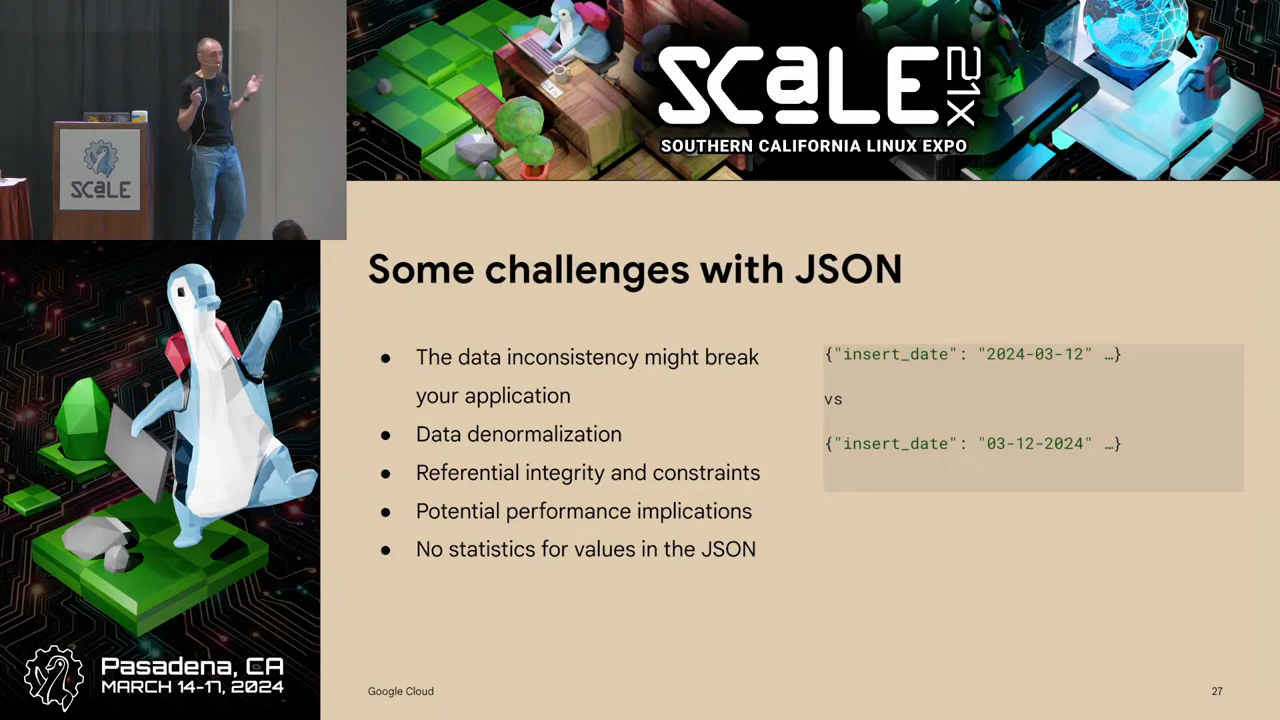 SCaLE
SCaLE 21X
SOUTHERN CALIFORNIA LINUX EXPO
Some challenges with JSON
● The data inconsistency might break
your application
● Data denormalization
● Referential integrity and constraints
● Potential performance implications
● No statistics for values in the JSON
{"insert_date": "2024-03-12" …}
vs
{"insert_date": "03-12-2024" …}
Pasadena, CA
MARCH 14-17, 2024
Google Cloud
27